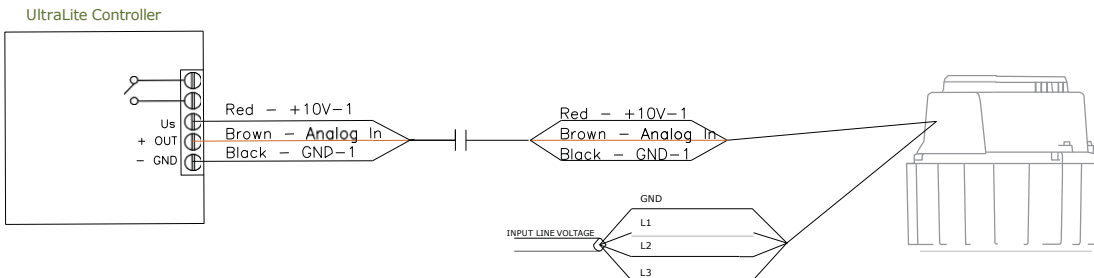 UltraLite Controller
Us
+ OUT
- GND
Red - +10V-1
Brown - Analog In
Black - GND-1
Red - +10V-1
Brown - Analog In
Black - GND-1
GND
L1
INPUT LINE VOLTAGE
L2
L3